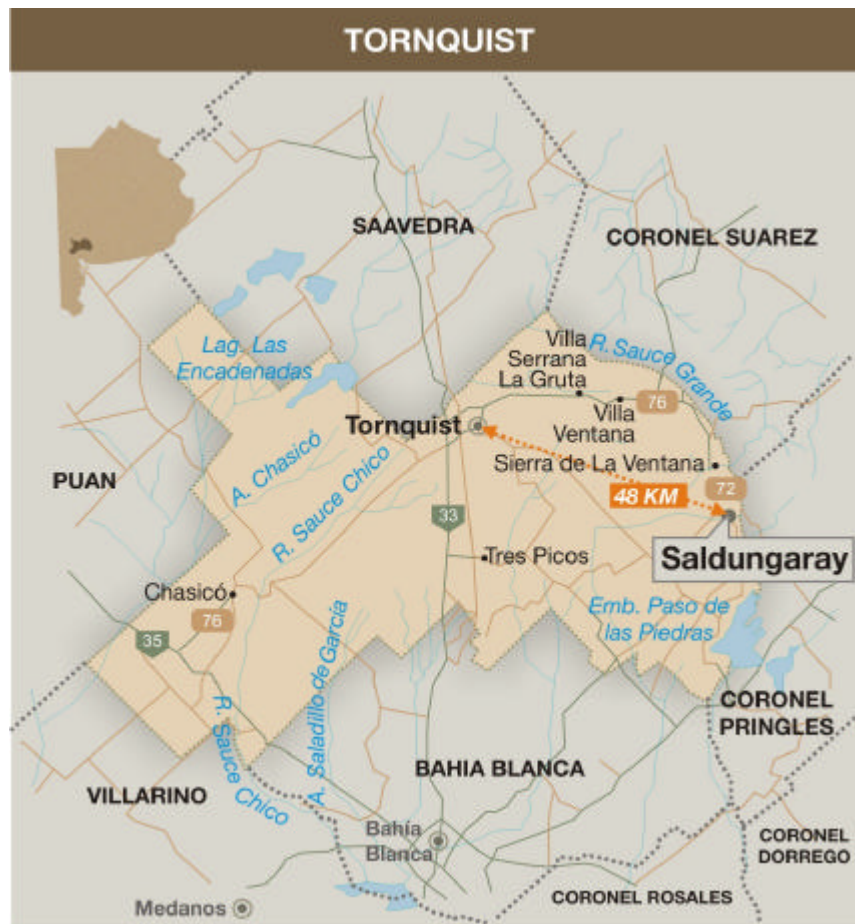 TORNQUIST
SAAVEDRA
CORONEL SUAREZ
Lag. Las
Encadenadas
Villa
Serrana
La Gruta
R. Sauce Grande
76
Villa
Ventana
Tornquist
A. Chasicó
R. Sauce Chico
PUAN
Sierra de La Ventana
72
48 KM
33
Saldungaray
Tres Picos
Chasicó
76
35
Emb. Paso de
las Piedras
A. Saladillo de García
R. Sauce Chico
CORONEL
PRINGLES
VILLARINO
BAHIA BLANCA
Bahía
Blanca
CORONEL
DORREGO
CORONEL ROSALES
Medanos